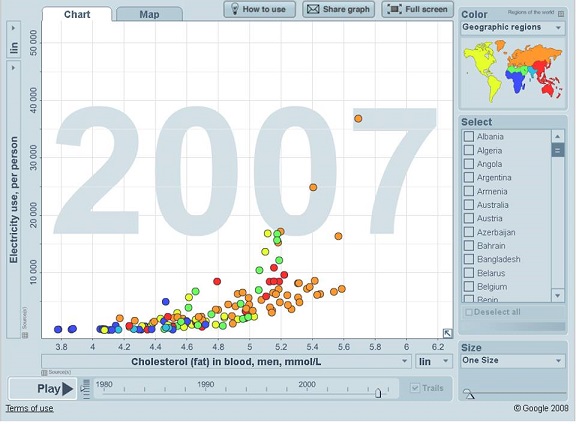 Chart
Map
How to use
Share graph
Full screen
lin
Electricity use, per person
50 000
40 000
30 000
20 000
10 000
2007
3.8 4 4.2 4.4 4.6 4.8 5 5.2 5.4 5.6 5.8 6 6.2
Cholesterol (fat) in blood, men, mmol/L
lin
Play
1980 1990 2000
Trails
Terms of use
Color
Regions of the world
Geographic regions
Select
Albania
Algeria
Angola
Argentina
Armenia
Australia
Austria
Azerbaijan
Bahrain
Bangladesh
Belarus
Belgium
Benin
Deselect all
Size
One Size
© Google 2008